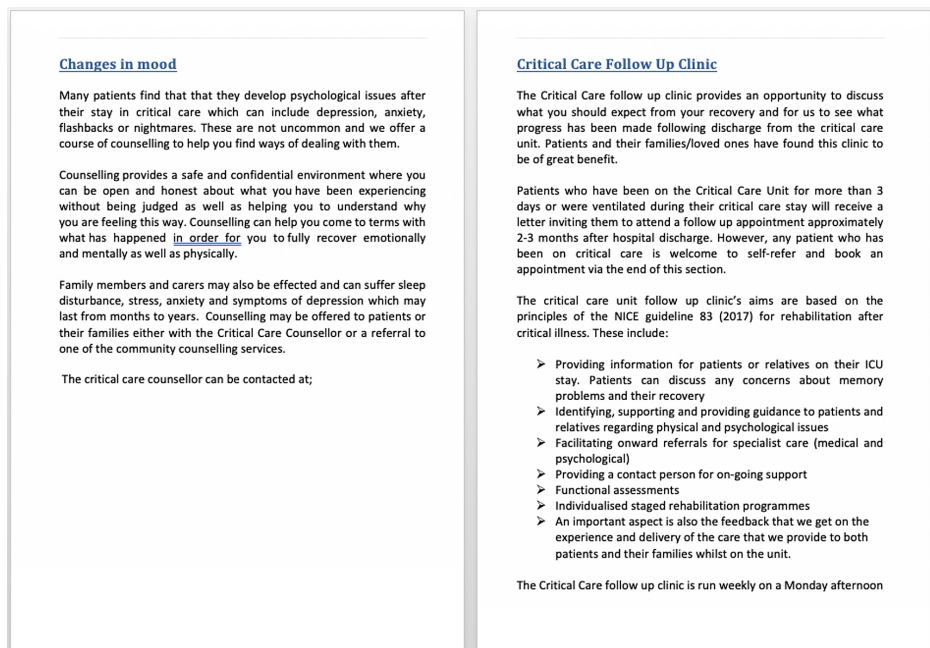 Changes in mood
Many patients find that that they develop psychological issues after
their stay in critical care which can include depression, anxiety,
flashbacks or nightmares. These are not uncommon and we offer a
course of counselling to help you find ways of dealing with them.
Counselling provides a safe and confidential environment where you
can be open and honest about what you have been experiencing
without being judged as well as helping you to understand why
you are feeling this way. Counselling can help you come to terms with
what has happened in order for you to fully recover emotionally
and mentally as well as physically.
Family members and carers may also be effected and can suffer sleep
disturbance, stress, anxiety and symptoms of depression which may
last from months to years. Counselling may be offered to patients or
their families either with the Critical Care Counsellor or a referral to
one of the community counselling services.
The critical care counsellor can be contacted at;
Critical Care Follow Up Clinic
The Critical Care follow up clinic provides an opportunity to discuss
what you should expect from your recovery and for us to see what
progress has been made following discharge from the critical care
unit. Patients and their families/loved ones have found this clinic to
be of great benefit.
Patients who have been on the Critical Care Unit for more than 3
days or were ventilated during their critical care stay will receive a
letter inviting them to attend a follow up appointment approximately
2-3 months after hospital discharge. However, any patient who has
been on critical care is welcome to self-refer and book an
appointment via the end of this section.
The critical care unit follow up clinic's aims are based on the
principles of the NICE guideline 83 (2017) for rehabilitation after
critical illness. These include:
➢ Providing information for patients or relatives on their ICU
stay. Patients can discuss any concerns about memory
problems and their recovery
➢ Identifying, supporting and providing guidance to patients and
relatives regarding physical and psychological issues
➢ Facilitating onward referrals for specialist care (medical and
psychological)
➢ Providing a contact person for on-going support
➢ Functional assessments
➢ Individualised staged rehabilitation programmes
➢ An important aspect is also the feedback that we get on the
experience and delivery of the care that we provide to both
patients and their families whilst on the unit.
The Critical Care follow up clinic is run weekly on a Monday afternoon